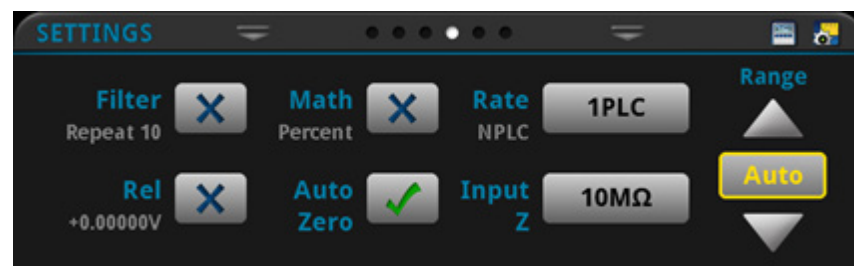 SETTINGS
Range
Filter
Repeat 10
Math
Percent
Rate
NPLC
1PLC
Auto
Rel
+0.00000V
Auto
Zero
Input
Z
10MΩ